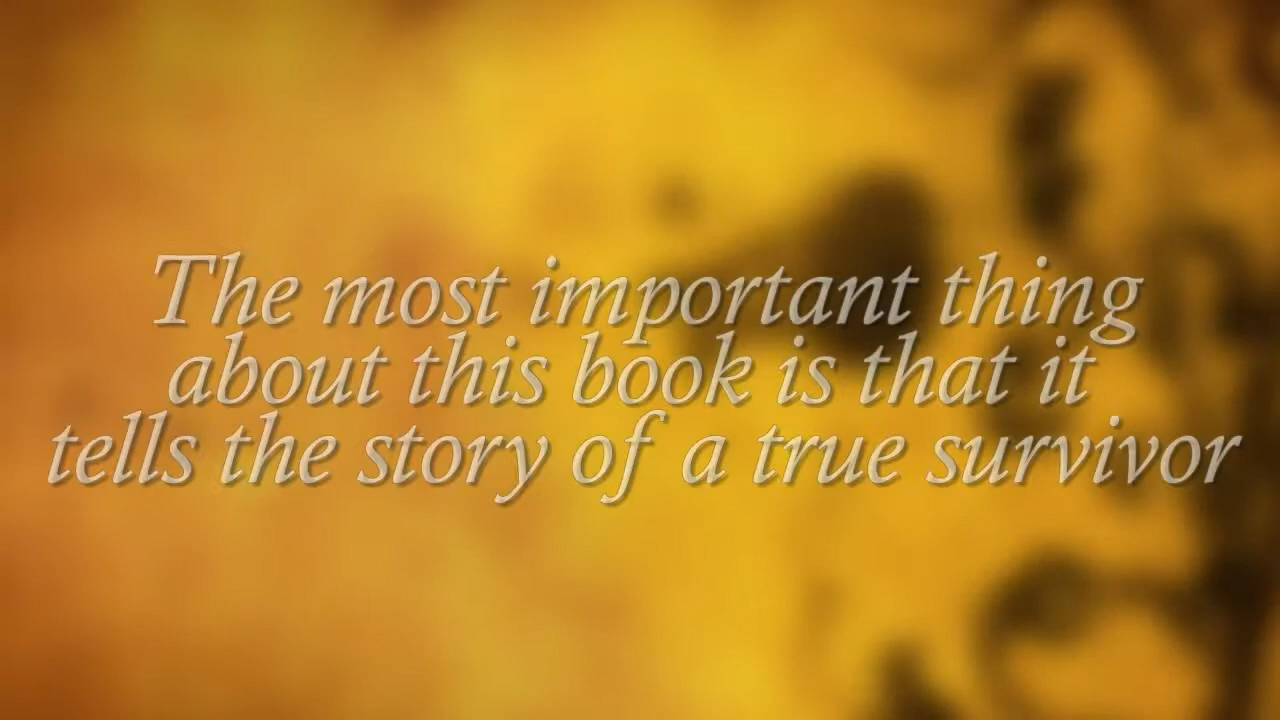 The most important thing
about this book is that it
tells the story of a true survivor